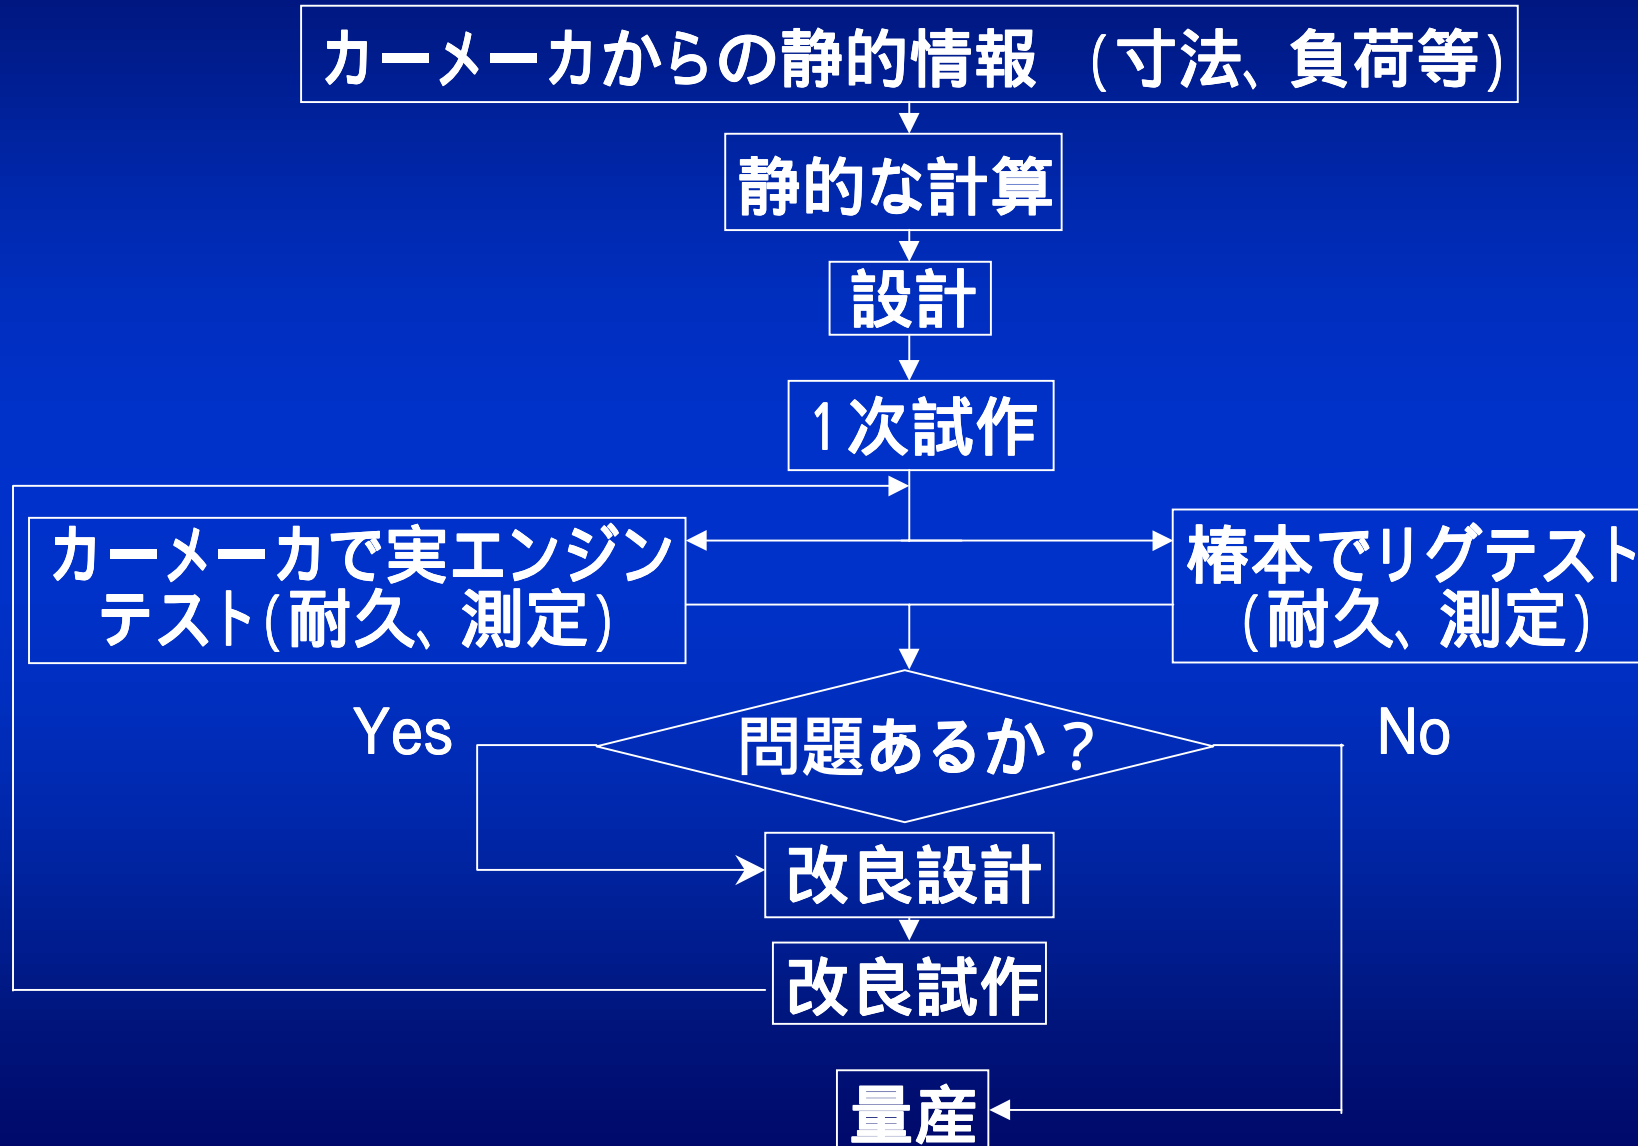 カーメーカからの静的情報 (寸法、負荷等)
静的な計算
設計
1次試作
カーメーカで実エンジン
テスト(耐久、測定)
椿本でリグテスト
(耐久、測定)
Yes
問題あるか?
No
改良設計
改良試作
量産